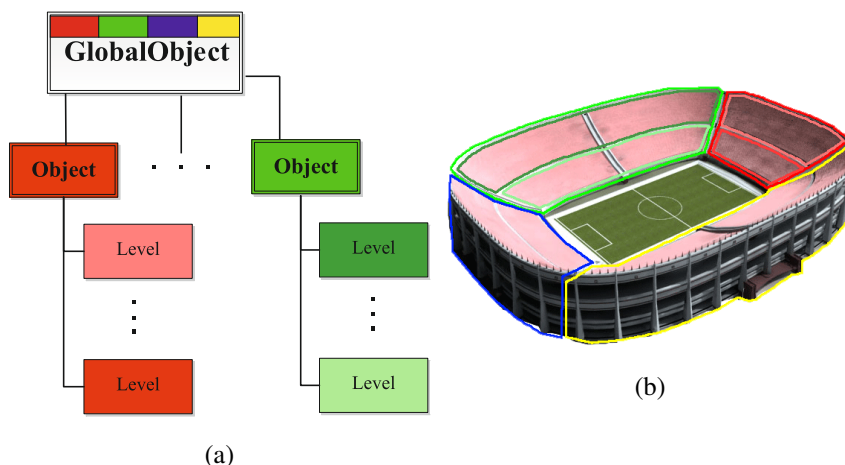 GlobalObject
Object
. . .
Object
Level
Level
Level
Level
(a)
(b)